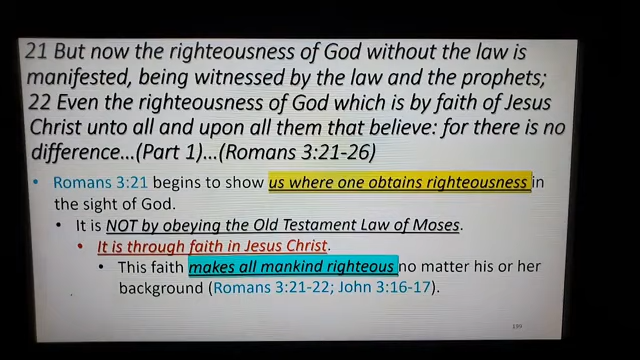 21 But now the righteousness of God without the law is
manifested, being witnessed by the law and the prophets;
22 Even the righteousness of God which is by faith of Jesus
Christ unto all and upon all them that believe: for there is no
difference…(Part 1)…(Romans 3:21-26)
• Romans 3:21 begins to show us where one obtains righteousness in
the sight of God.
• It is NOT by obeying the Old Testament Law of Moses.
• It is through faith in Jesus Christ.
• This faith makes all mankind righteous no matter his or her
background (Romans 3:21-22; John 3:16-17).